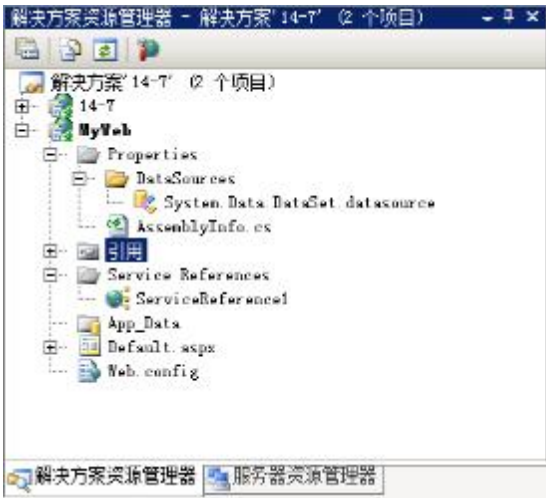 解决方案资源管理器 - 解决方案'14-7' (2 个项目)
解决方案'14-7' (2 个项目)
14-7
MyWeb
Properties
DataSources
System.Data.DataSet.datasource
AssemblyInfo.cs
引用
Service References
ServiceReference1
App_Data
Default.aspx
Web.config
解决方案资源管理器 服务器资源管理器